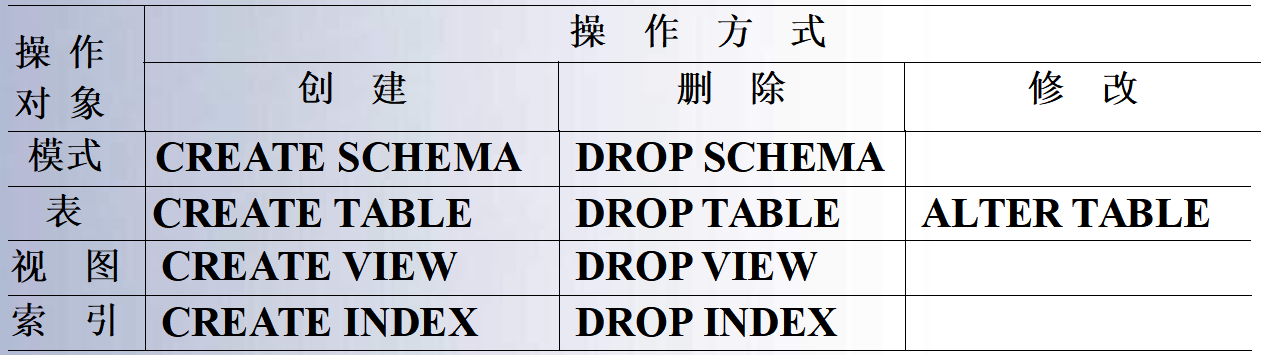 操 作
对 象
操 作 方 式
创 建 删 除 修 改
模式 CREATE SCHEMA DROP SCHEMA
表 CREATE TABLE DROP TABLE ALTER TABLE
视 图 CREATE VIEW DROP VIEW
索 引 CREATE INDEX DROP INDEX